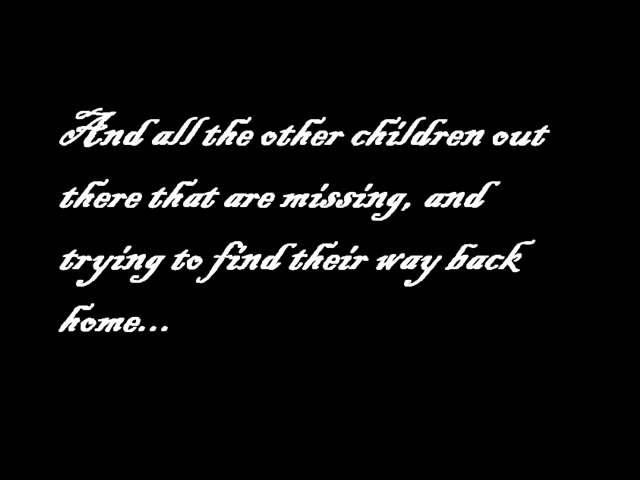 And all the other children out
there that are missing, and
trying to find their way back
home...